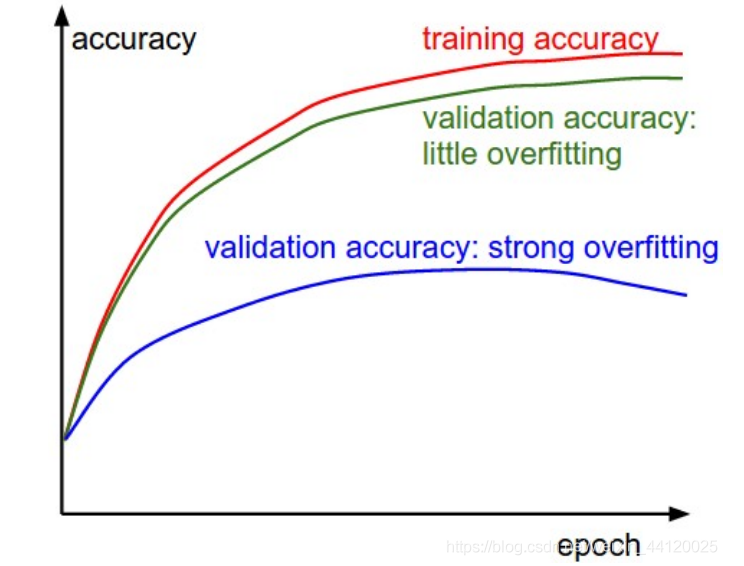 accuracy
training accuracy
validation accuracy:
little overfitting
validation accuracy: strong overfitting
epoch